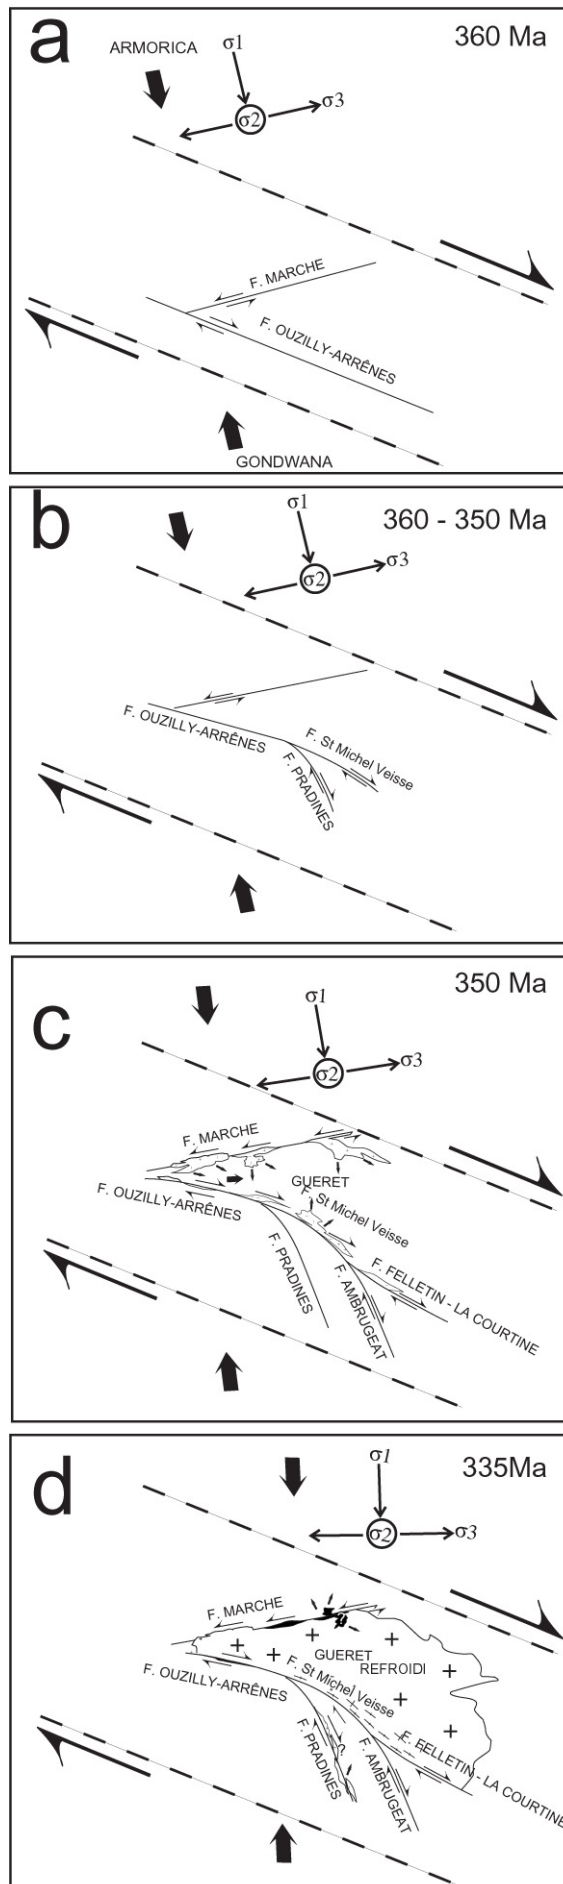 a
360 Ma
ARMORICA
σ1
σ2
σ3
F. MARCHE
F. OUZILLY-ARRÊNES
GONDWANA
b
360 - 350 Ma
σ1
σ2
σ3
F. OUZILLY-ARRÊNES
F. St Michel Veisse
F. PRADINES
c
350 Ma
σ1
σ2
σ3
F. MARCHE
GUERET
F. OUZILLY-ARRÊNES
F. St Michel Veisse
F. PRADINES
F. AMBRUGEAT
F. FELLETIN - LA COURTINE
d
335Ma
σ1
σ2
σ3
F. MARCHE
GUERET
REFROIDI
F. OUZILLY-ARRÊNES
F. St Michel Veisse
F. PRADINES
?
F. AMBRUGEAT
F. FELLETIN - LA COURTINE